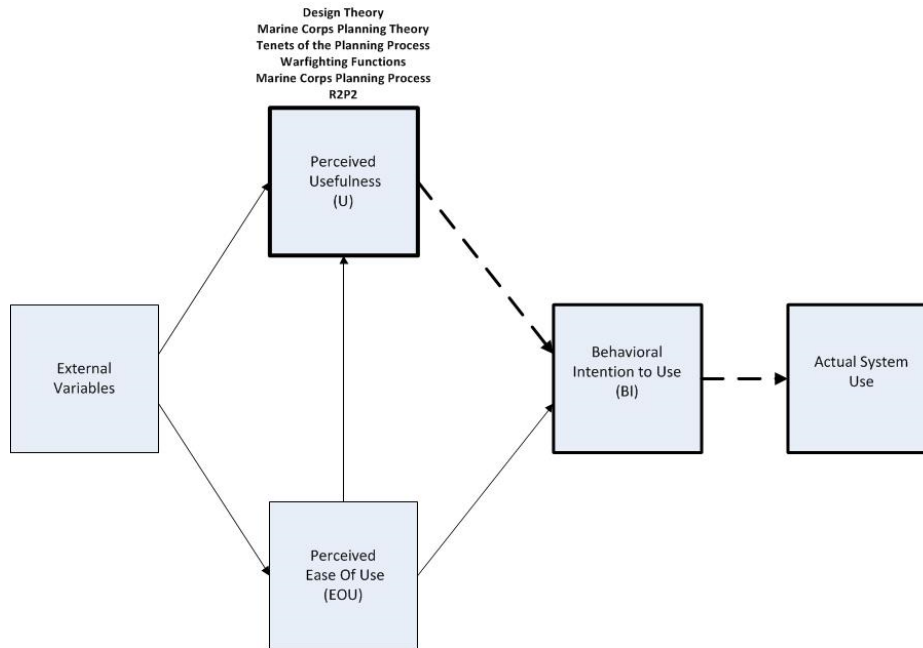 Design Theory
Marine Corps Planning Theory
Tenets of the Planning Process
Warfighting Functions
Marine Corps Planning Process
R2P2
Perceived
Usefulness
(U)
External
Variables
Behavioral
Intention to Use
(BI)
Actual System
Use
Perceived
Ease Of Use
(EOU)